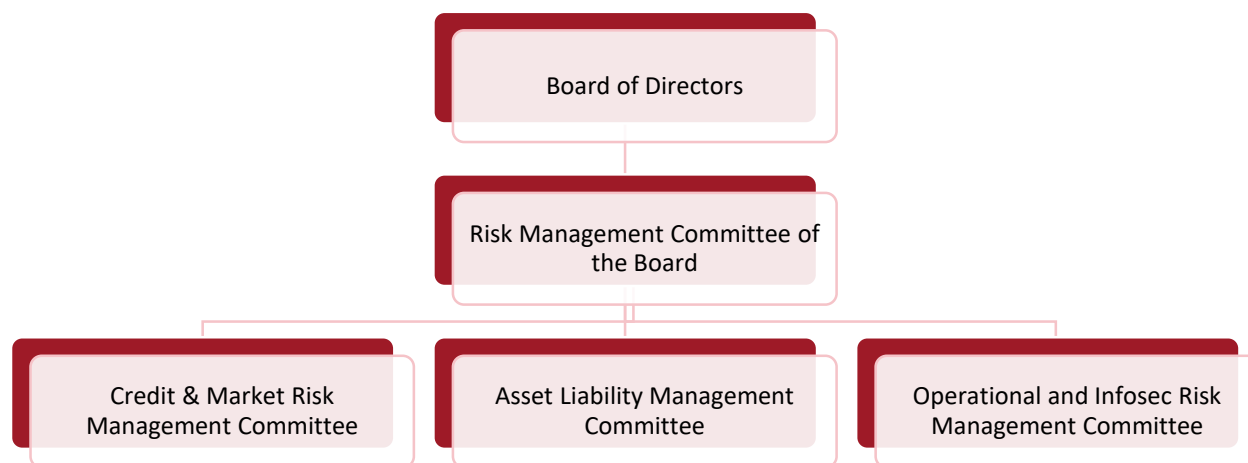 Board of Directors
Risk Management Committee of
the Board
Credit & Market Risk
Management Committee
Asset Liability Management
Committee
Operational and Infosec Risk
Management Committee